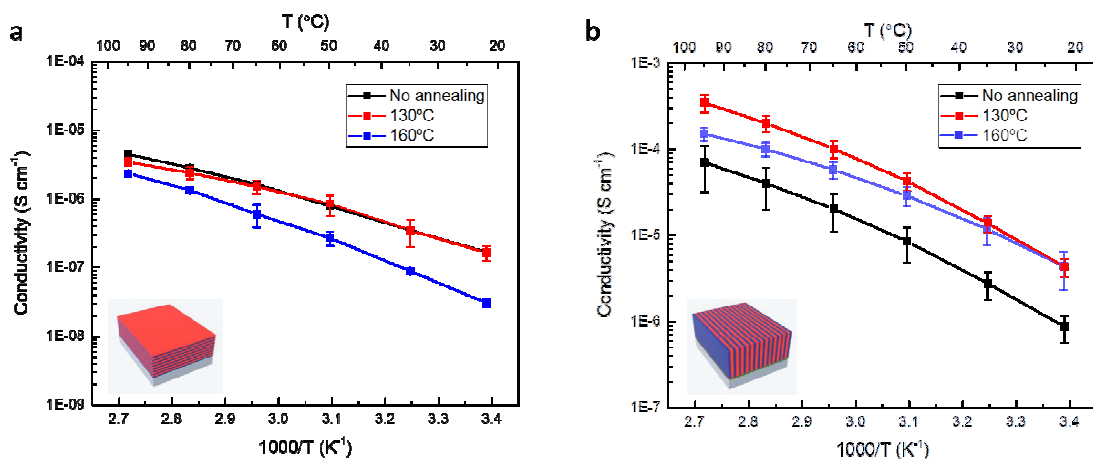 a
T (°C)
100 90 80 70 60 50 40 30 20
1E-04
1E-05
1E-06
1E-07
1E-08
1E-09
Conductivity (S cm⁻¹)
No annealing
130ºC
160ºC
2.7 2.8 2.9 3.0 3.1 3.2 3.3 3.4
1000/T (K⁻¹)
b
T (°C)
100 90 80 70 60 50 40 30 20
1E-3
1E-4
1E-5
1E-6
1E-7
Conductivity (S cm⁻¹)
No annealing
130ºC
160ºC
2.7 2.8 2.9 3.0 3.1 3.2 3.3 3.4
1000/T (K⁻¹)